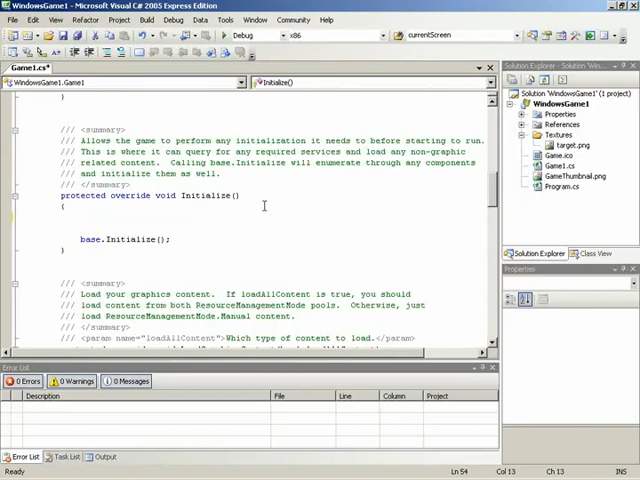 WindowsGame1 - Microsoft Visual C# 2005 Express Edition
File Edit View Refactor Project Build Debug Data Tools Window Community Help
Debug x86 currentScreen
Game1.cs*
WindowsGame1.Game1 Initialize()
}
/// <summary>
/// Allows the game to perform any initialization it needs to before starting to run.
/// This is where it can query for any required services and load any non-graphic
/// related content.  Calling base.Initialize will enumerate through any components
/// and initialize them as well.
/// </summary>
protected override void Initialize()
{
base.Initialize();
}
/// <summary>
/// Load your graphics content.  If loadAllContent is true, you should
/// load content from both ResourceManagementMode pools.  Otherwise, just
/// load ResourceManagementMode.Manual content.
/// </summary>
/// <param name="loadAllContent">Which type of content to load.</param>
Solution Explorer - WindowsGame1
Solution 'WindowsGame1' (1 project)
WindowsGame1
Properties
References
Textures
target.png
Game.ico
Game1.cs
GameThumbnail.png
Program.cs
Solution Explorer Class View
Properties
Error List
0 Errors 0 Warnings 0 Messages
Description File Line Column Project
Error List Task List Output
Ready Ln 54 Col 13 Ch 13 INS